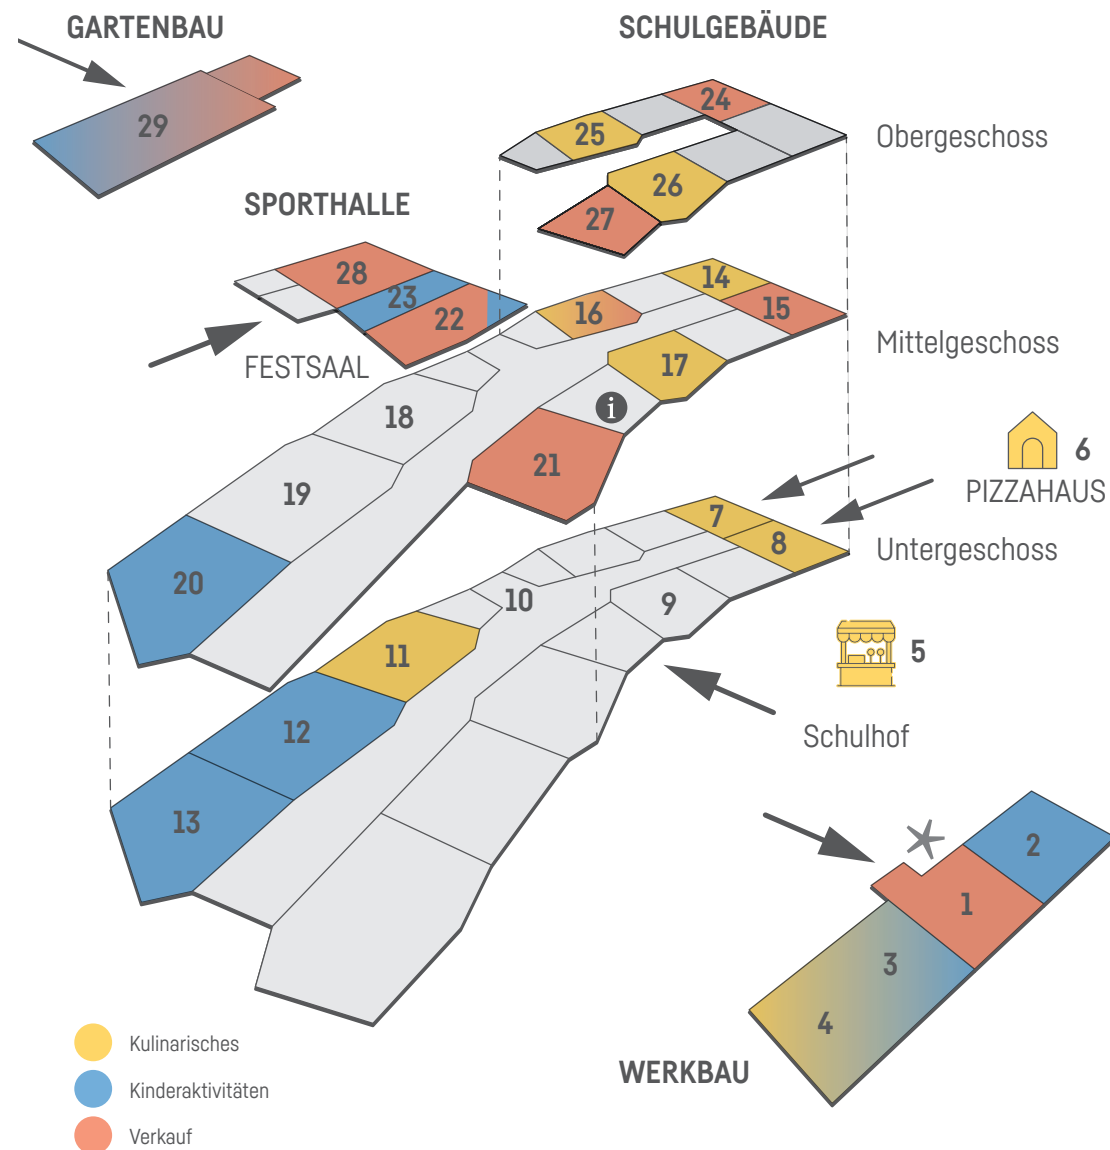 GARTENBAU
SCHULGEBÄUDE
29
24
25
Obergeschoss
26
27
SPORTHALLE
28
23
22
FESTSAAL
14
15
16
Mittelgeschoss
17
i
18
21
19
20
6
PIZZAHAUS
7
8
Untergeschoss
9
10
11
5
Schulhof
12
13
2
1
3
4
WERKBAU
Kulinarisches
Kinderaktivitäten
Verkauf